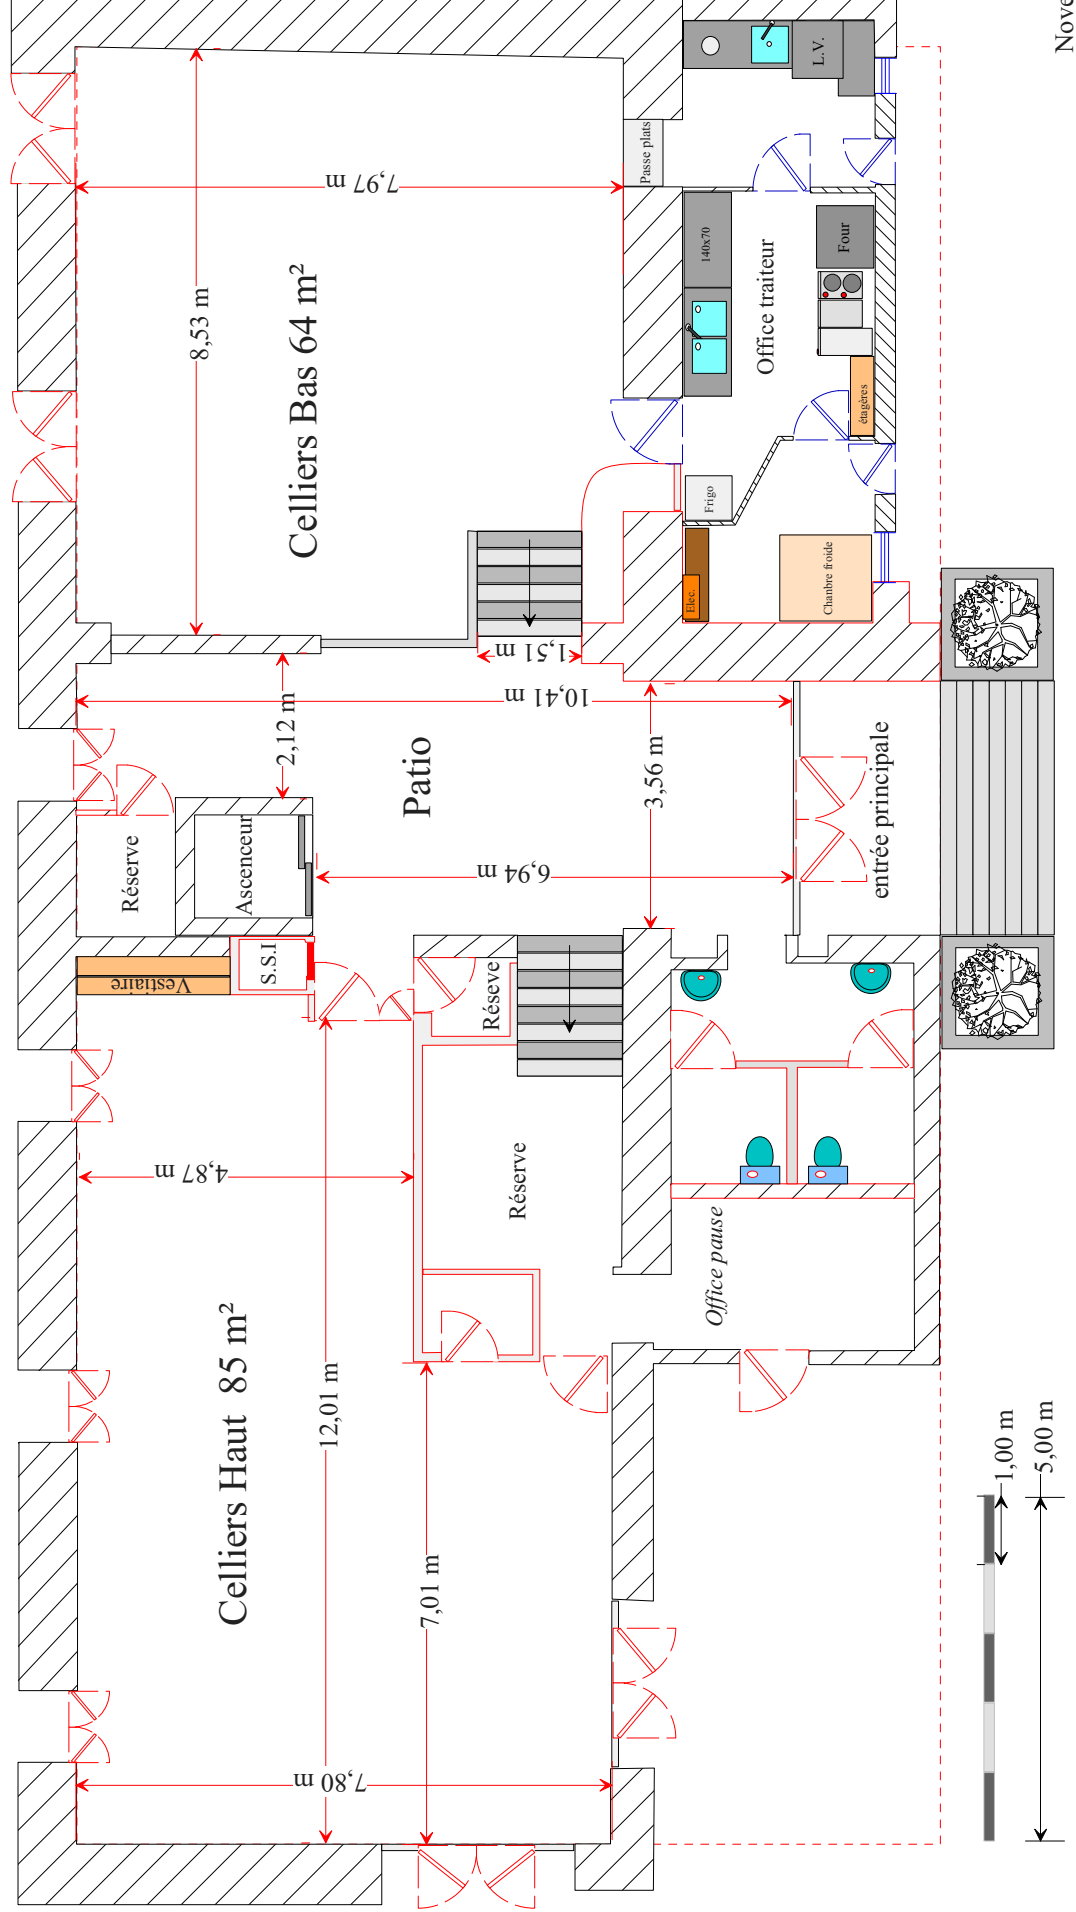 Nove
L.V.
Passe plats
7,97 m
8,53 m
Celliers Bas 64 m²
140x70
Office traiteur
Four
étagères
Frigo
Elec.
Chanbre froide
1,51 m
10,41 m
2,12 m
Patio
3,56 m
entrée principale
Réserve
Ascenceur
6,94 m
S.S.I
Vestiaire
Réseve
4,87 m
Réserve
Office pause
Celliers Haut 85 m²
12,01 m
7,01 m
7,80 m
1,00 m
5,00 m